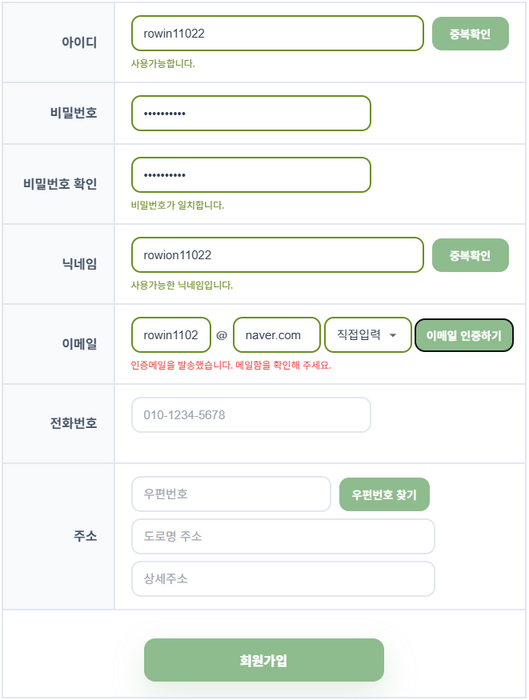 아이디
rowin11022
중복확인
사용가능합니다.
비밀번호
••••••••••
비밀번호 확인
••••••••••
비밀번호가 일치합니다.
닉네임
rowion11022
중복확인
사용가능한 닉네임입니다.
이메일
rowin1102 @ naver.com 직접입력 이메일 인증하기
인증메일을 발송했습니다. 메일함을 확인해 주세요.
전화번호
010-1234-5678
주소
우편번호
우편번호 찾기
도로명 주소
상세주소
회원가입